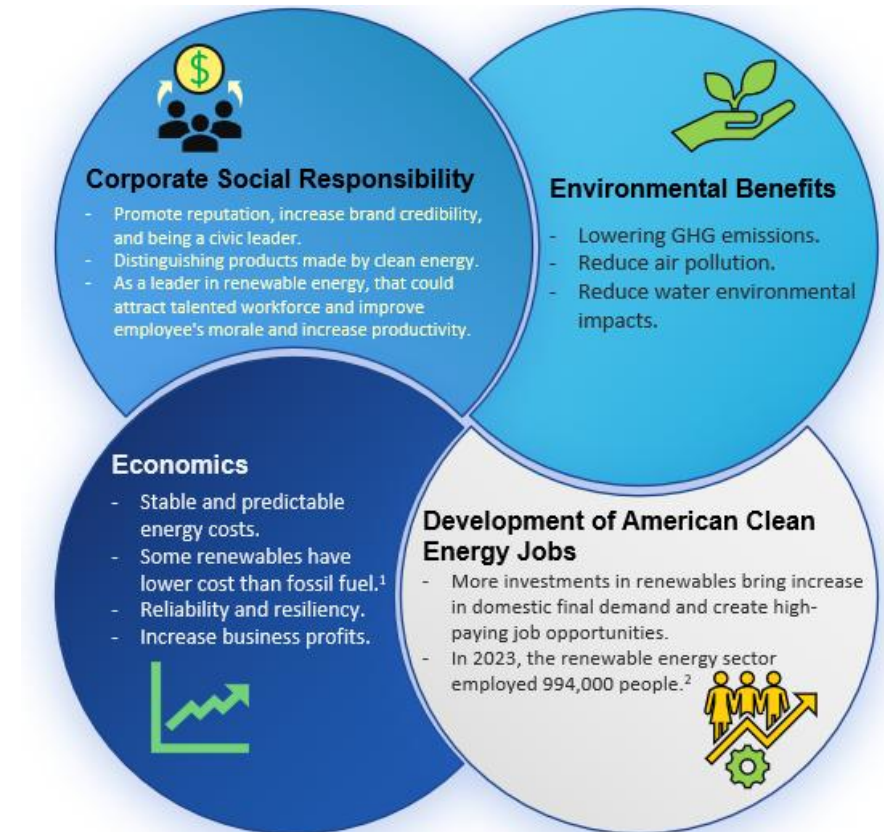 $
Corporate Social Responsibility
- Promote reputation, increase brand credibility,
and being a civic leader.
- Distinguishing products made by clean energy.
- As a leader in renewable energy, that could
attract talented workforce and improve
employee's morale and increase productivity.
Environmental Benefits
- Lowering GHG emissions.
- Reduce air pollution.
- Reduce water environmental
impacts.
Economics
- Stable and predictable
energy costs.
- Some renewables have
lower cost than fossil fuel.¹
- Reliability and resiliency.
- Increase business profits.
Development of American Clean
Energy Jobs
- More investments in renewables bring increase
in domestic final demand and create high-
paying job opportunities.
- In 2023, the renewable energy sector
employed 994,000 people.²